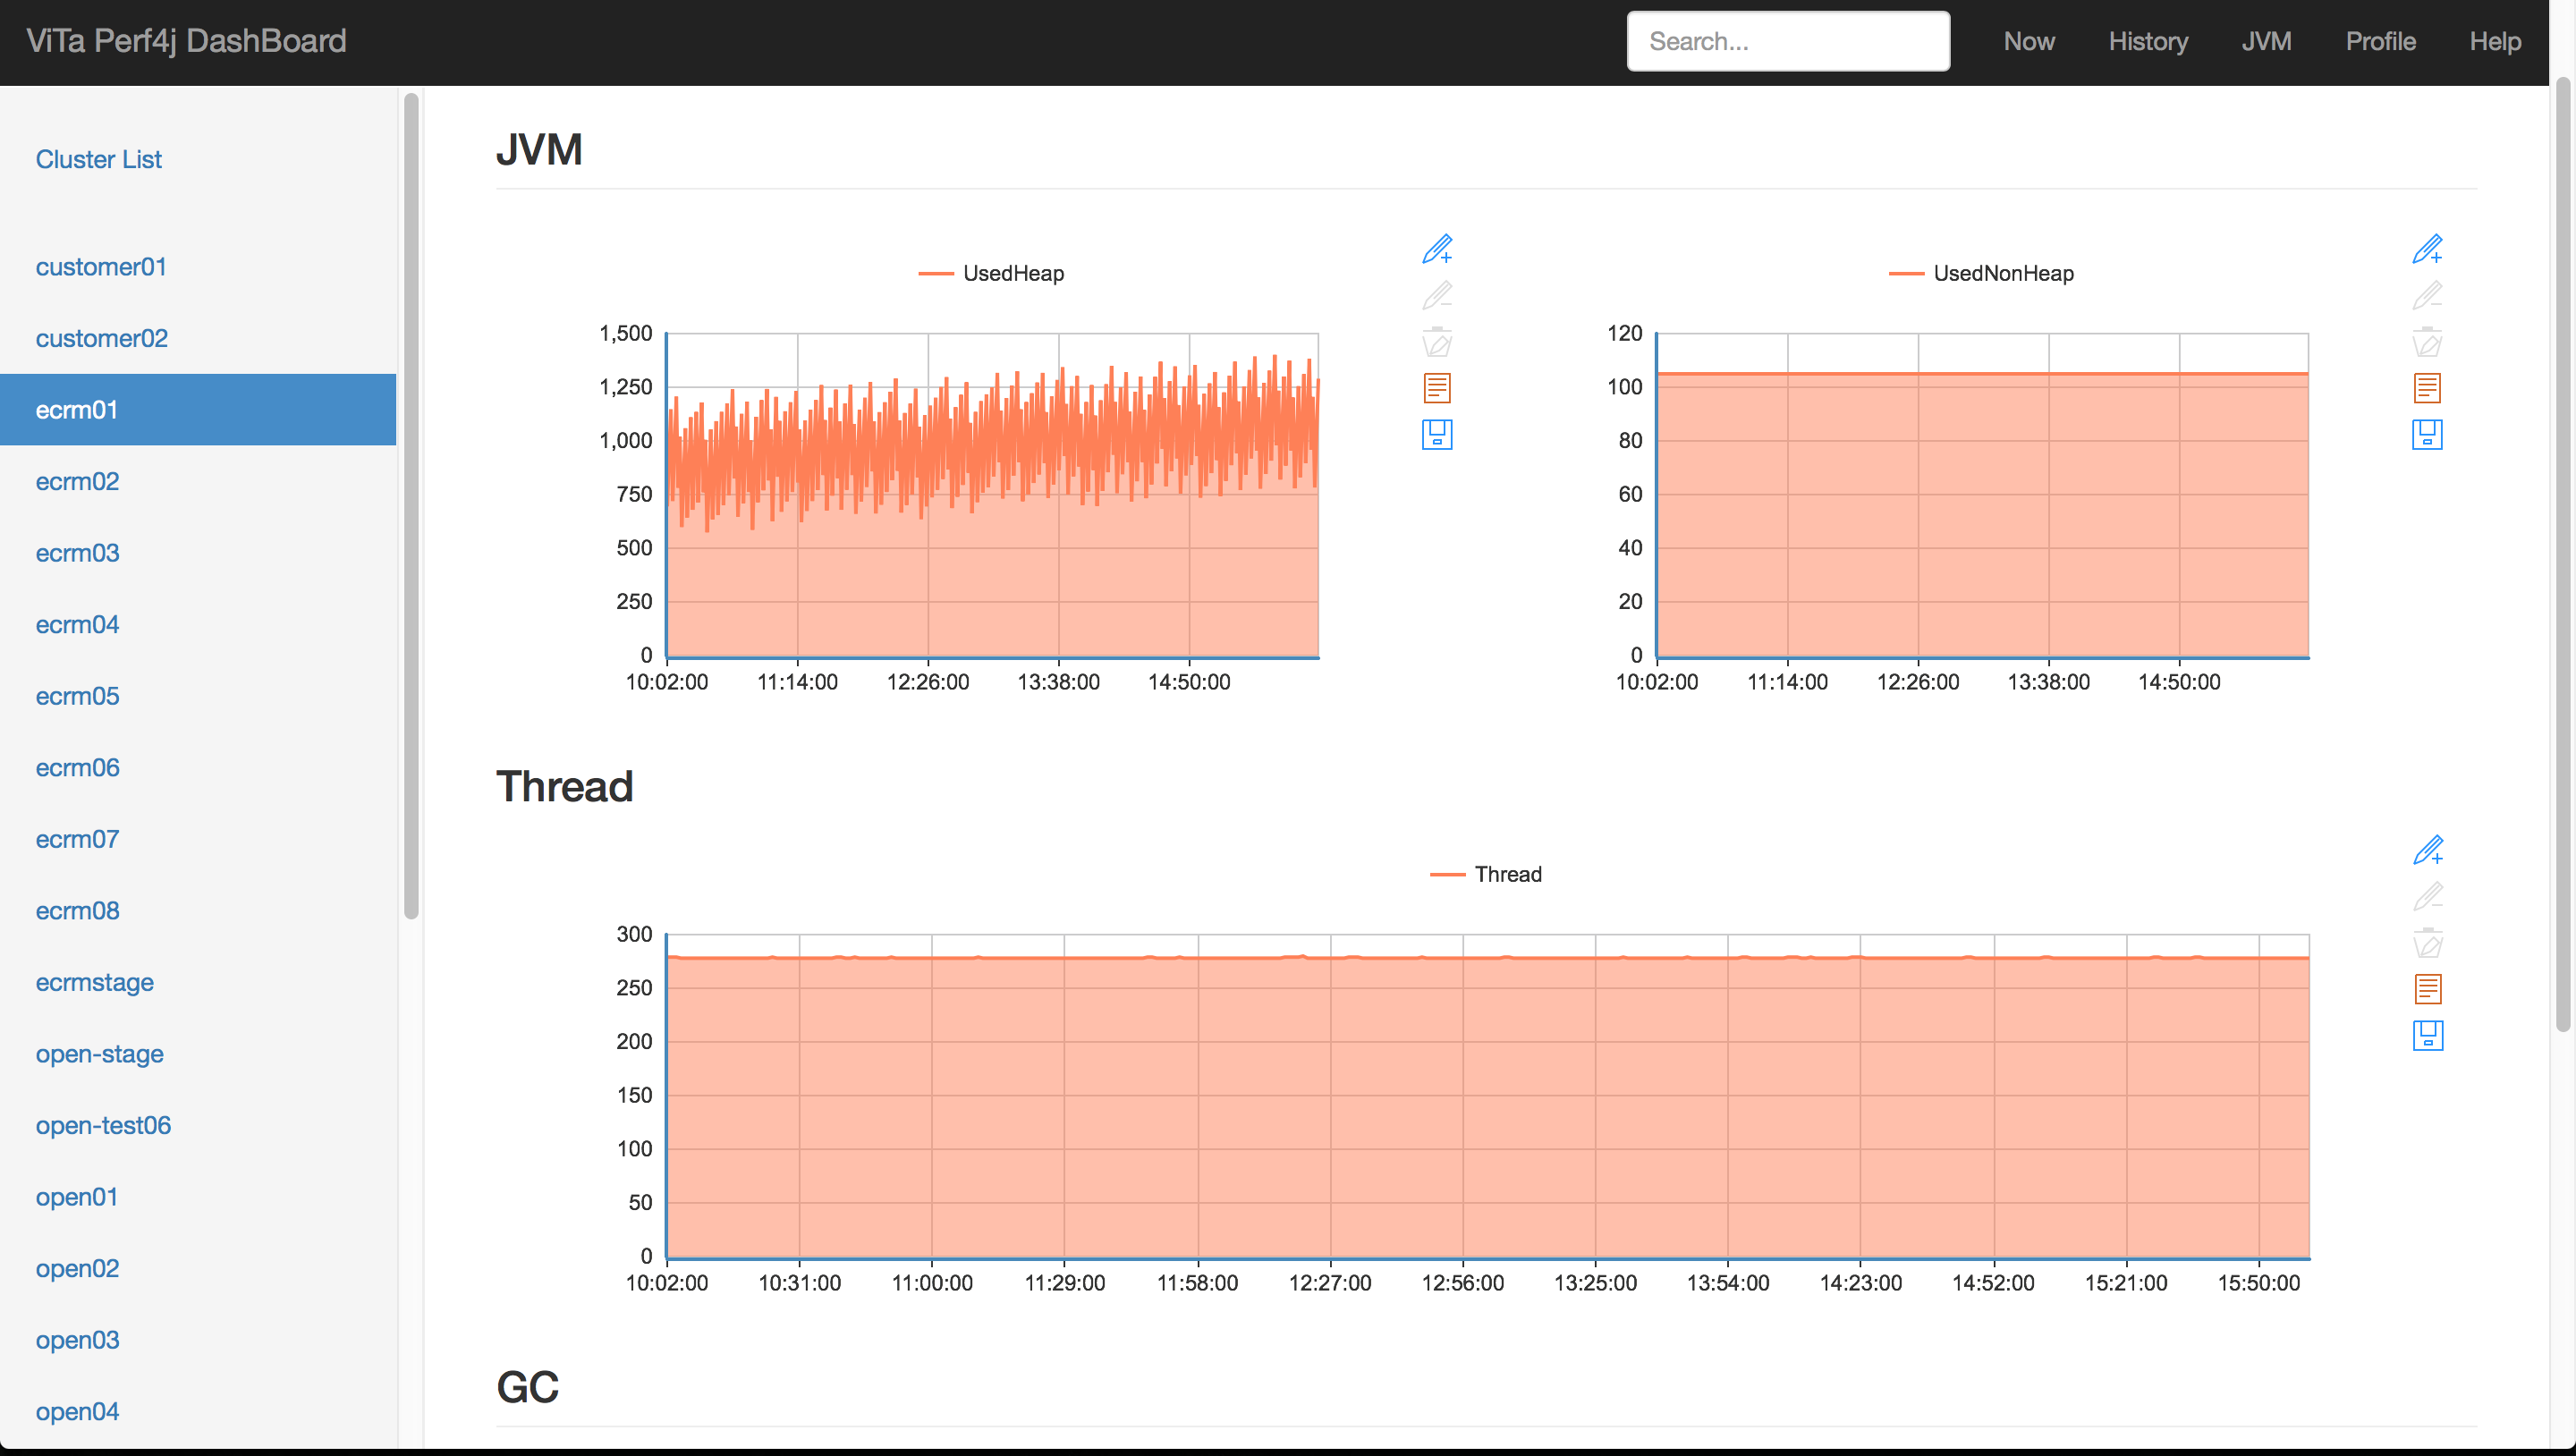 ViTa Perf4j DashBoard
Search...
Now History JVM Profile Help
Cluster List
customer01
customer02
ecrm01
ecrm02
ecrm03
ecrm04
ecrm05
ecrm06
ecrm07
ecrm08
ecrmstage
open-stage
open-test06
open01
open02
open03
open04
JVM
UsedHeap
1,500
1,250
1,000
750
500
250
0
10:02:00 11:14:00 12:26:00 13:38:00 14:50:00
UsedNonHeap
120
100
80
60
40
20
0
10:02:00 11:14:00 12:26:00 13:38:00 14:50:00
Thread
Thread
300
250
200
150
100
50
0
10:02:00 10:31:00 11:00:00 11:29:00 11:58:00 12:27:00 12:56:00 13:25:00 13:54:00 14:23:00 14:52:00 15:21:00 15:50:00
GC